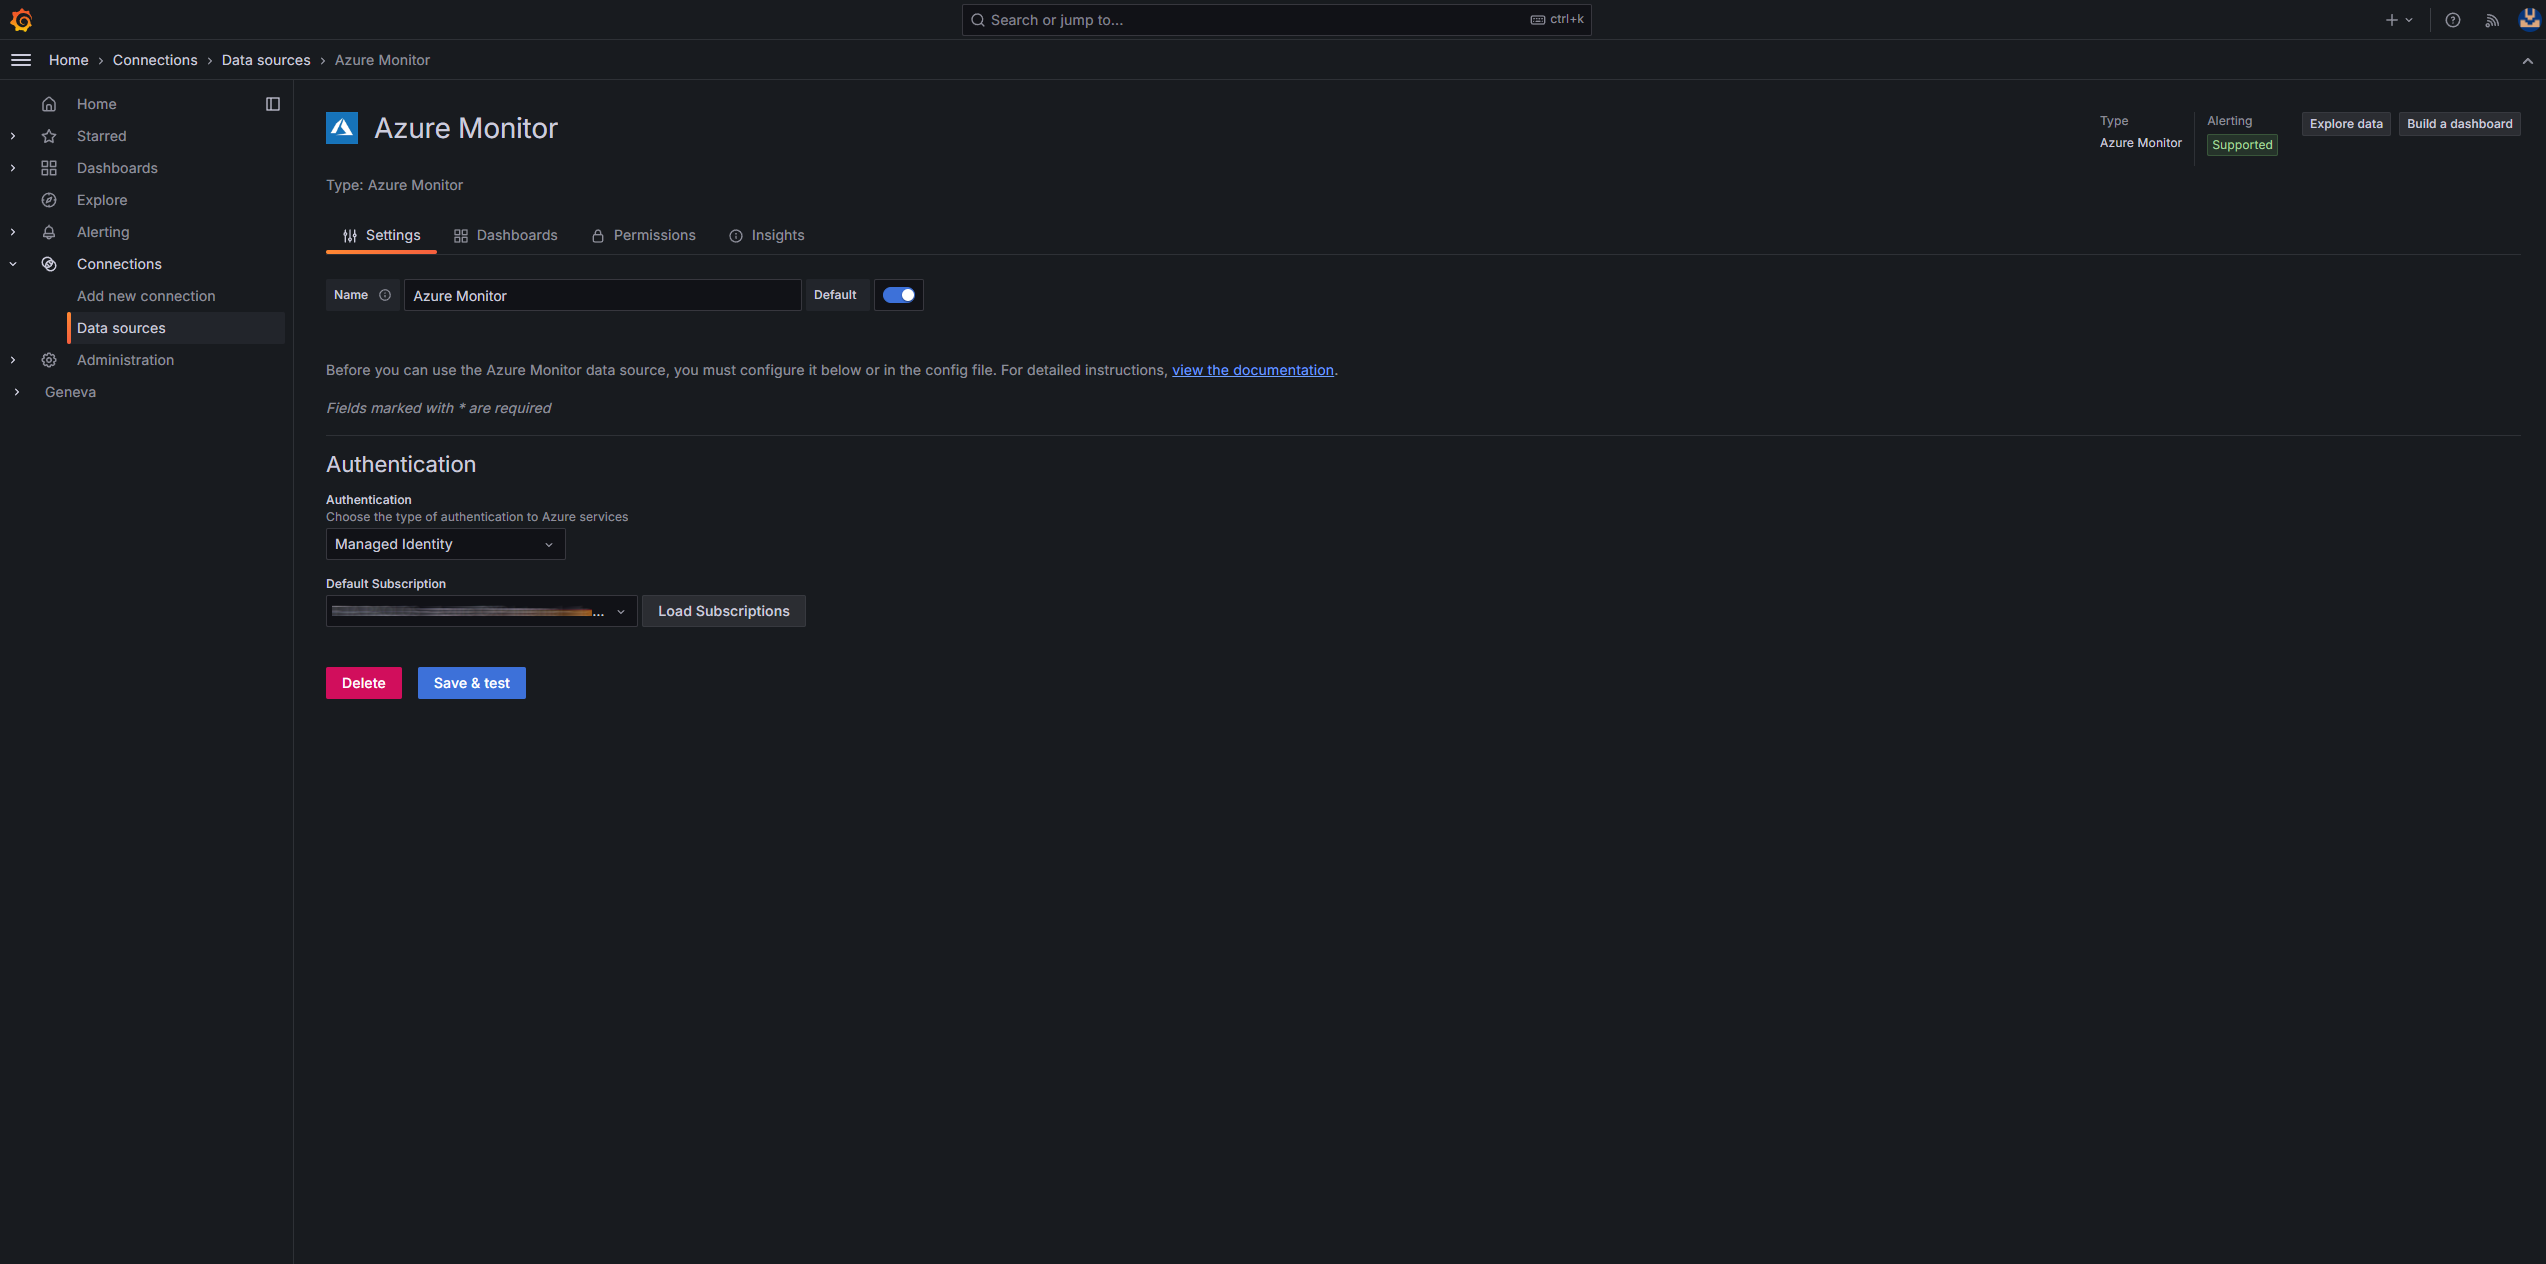 Search or jump to...
ctrl+k
Home › Connections › Data sources › Azure Monitor
Home
Starred
Dashboards
Explore
Alerting
Connections
Add new connection
Data sources
Administration
Geneva
Azure Monitor
Type
Azure Monitor
Alerting
Supported
Explore data
Build a dashboard
Type: Azure Monitor
Settings
Dashboards
Permissions
Insights
Name
Azure Monitor
Default
Before you can use the Azure Monitor data source, you must configure it below or in the config file. For detailed instructions, view the documentation.
Fields marked with * are required
Authentication
Authentication
Choose the type of authentication to Azure services
Managed Identity
Default Subscription
...
Load Subscriptions
Delete
Save & test